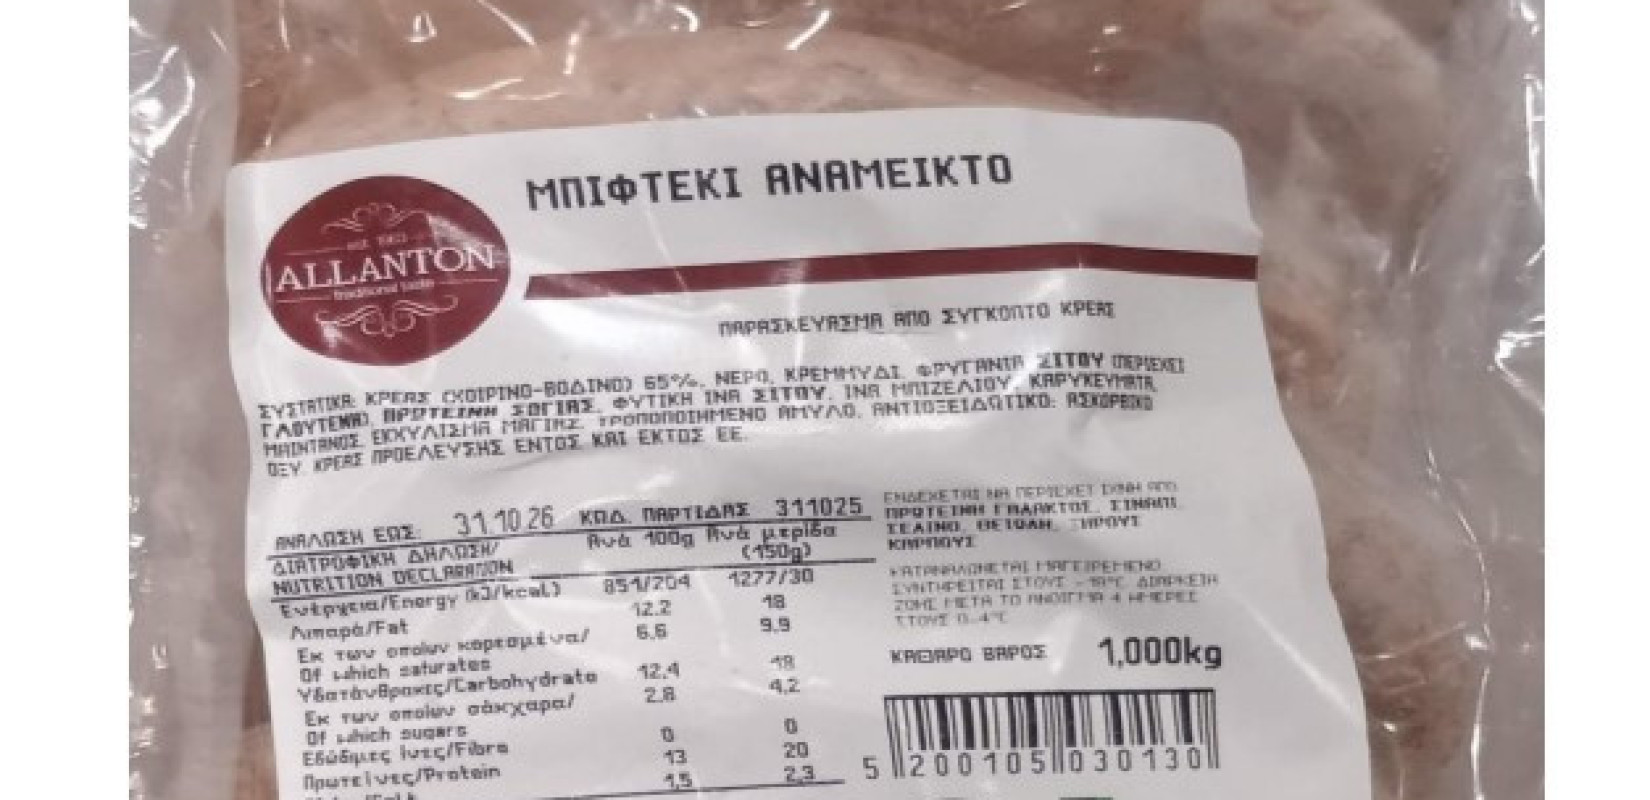 ΜΠΙΦΤΕΚΙ ΑΝΑΜΕΙΚΤΟ
ALLANTON
traditional taste
ΠΑΡΑΣΚΕΥΑΣΜΑ ΑΠΟ ΣΥΓΚΟΠΤΟ ΚΡΕΑΣ
ΣΥΣΤΑΤΙΚΑ: ΚΡΕΑΣ (ΧΟΙΡΙΝΟ-ΒΟΔΙΝΟ) 65%, ΝΕΡΟ, ΚΡΕΜΜΥΔΙ, ΦΡΥΓΑΝΙΑ ΣΙΤΟΥ (ΠΕΡΙΕΧΕΙ
ΓΛΟΥΤΕΝΗ), ΠΡΩΤΕΙΝΗ ΣΟΓΙΑΣ, ΦΥΤΙΚΗ ΙΝΑ ΣΙΤΟΥ, ΙΝΑ ΜΠΙΖΕΛΙΟΥ, ΚΑΡΥΚΕΥΜΑΤΑ,
ΜΑΙΝΤΑΝΟΣ, ΕΚΧΥΛΙΣΜΑ ΜΑΓΙΑΣ, ΤΡΟΠΟΠΟΙΗΜΕΝΟ ΑΜΥΛΟ, ΑΝΤΙΟΞΕΙΔΩΤΙΚΟ: ΑΣΚΟΡΒΙΚΟ
ΟΞΥ. ΚΡΕΑΣ ΠΡΟΕΛΕΥΣΗΣ ΕΝΤΟΣ ΚΑΙ ΕΚΤΟΣ ΕΕ.
ΑΝΑΛΩΣΗ ΕΩΣ: 31.10.26 ΚΩΔ. ΠΑΡΤΙΔΑΣ 311025
ΔΙΑΤΡΟΦΙΚΗ ΔΗΛΩΣΗ/ Ανά 100g Ανά μερίδα
NUTRITION DECLARATION (150g)
Ενέργεια/Energy (kJ/kcal) 851/204 1277/30
Λιπαρά/Fat 12.2 18
Εκ των οποίων κορεσμένα/ 6,6 9,9
Of which saturates
Υδατάνθρακες/Carbohydrate 12,4 18
Εκ των οποίων σάκχαρα/ 2,8 4,2
Of which sugars
Εδώδιμες ίνες/Fibre 0 0
Πρωτεϊνες/Protein 13 20
1,5 2,3
ΕΝΔΕΧΕΤΑΙ ΝΑ ΠΕΡΙΕΧΕΙ ΙΧΝΗ ΑΠΟ
ΠΡΩΤΕΙΝΗ ΓΑΛΑΚΤΟΣ, ΣΙΝΑΠΙ,
ΣΕΛΙΝΟ, ΘΕΙΩΔΗ, ΞΗΡΟΥΣ
ΚΑΡΠΟΥΣ
ΚΑΤΑΝΑΛΩΝΕΤΑΙ ΜΑΓΕΙΡΕΜΕΝΟ
ΣΥΝΤΗΡΕΙΤΑΙ ΣΤΟΥΣ -18°C ΔΙΑΡΚΕΙΑ
ΖΩΗΣ ΜΕΤΑ ΤΟ ΑΝΟΙΓΜΑ 4 ΗΜΕΡΕΣ
ΣΤΟΥΣ 0-4°C
ΚΑΘΑΡΟ ΒΑΡΟΣ 1,000kg
5 200105 030130